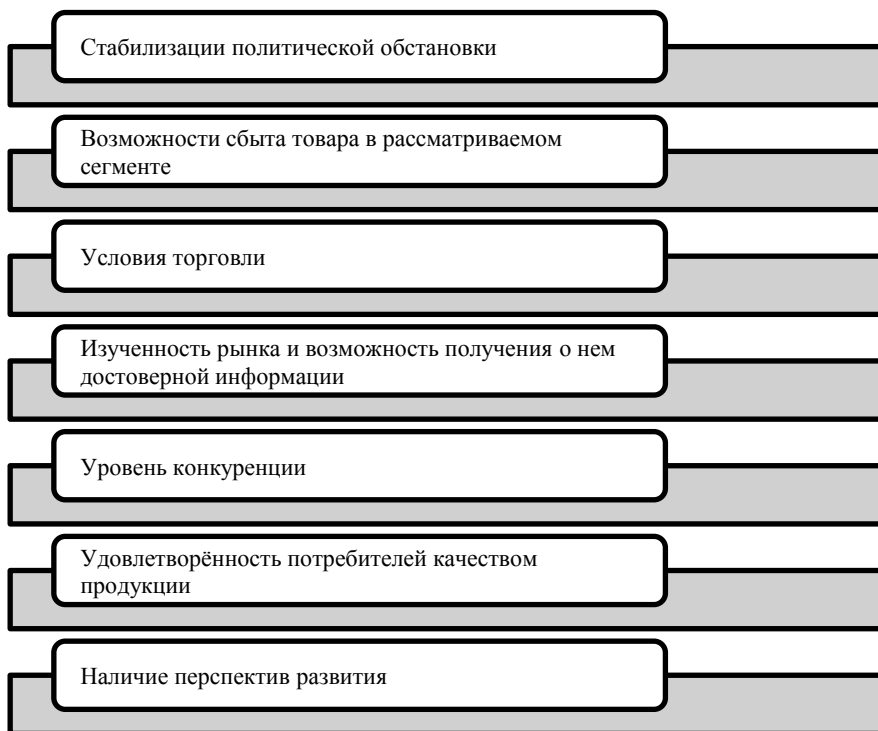 Стабилизации политической обстановки
Возможности сбыта товара в рассматриваемом
сегменте
Условия торговли
Изученность рынка и возможность получения о нем
достоверной информации
Уровень конкуренции
Удовлетворённость потребителей качеством
продукции
Наличие перспектив развития